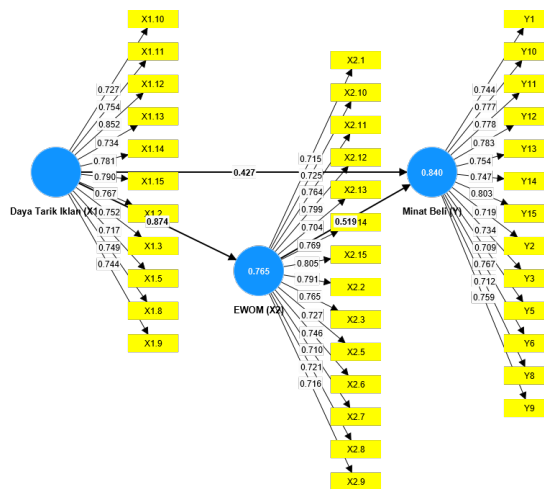 X1.10
X1.11
X1.12
X1.13
X1.14
X1.15
X1.2
X1.3
X1.5
X1.8
X1.9
0.727
0.754
0.852
0.734
0.781
0.790
0.767
0.752
0.717
0.749
0.744
Daya Tarik Iklan (X1
0.427
0.874
0.519
X2.1
X2.10
X2.11
X2.12
X2.13
14
X2.15
X2.2
X2.3
X2.5
X2.6
X2.7
X2.8
X2.9
0.715
0.725
0.764
0.799
0.704
0.769
0.805
0.791
0.765
0.727
0.746
0.710
0.721
0.716
0.765
EWOM (X2)
Y1
Y10
Y11
Y12
Y13
Y14
Y15
Y2
Y3
Y5
Y6
Y8
Y9
0.744
0.777
0.778
0.783
0.754
0.747
0.803
0.719
0.734
0.709
0.767
0.712
0.759
0.840
Minat Beli (Y)